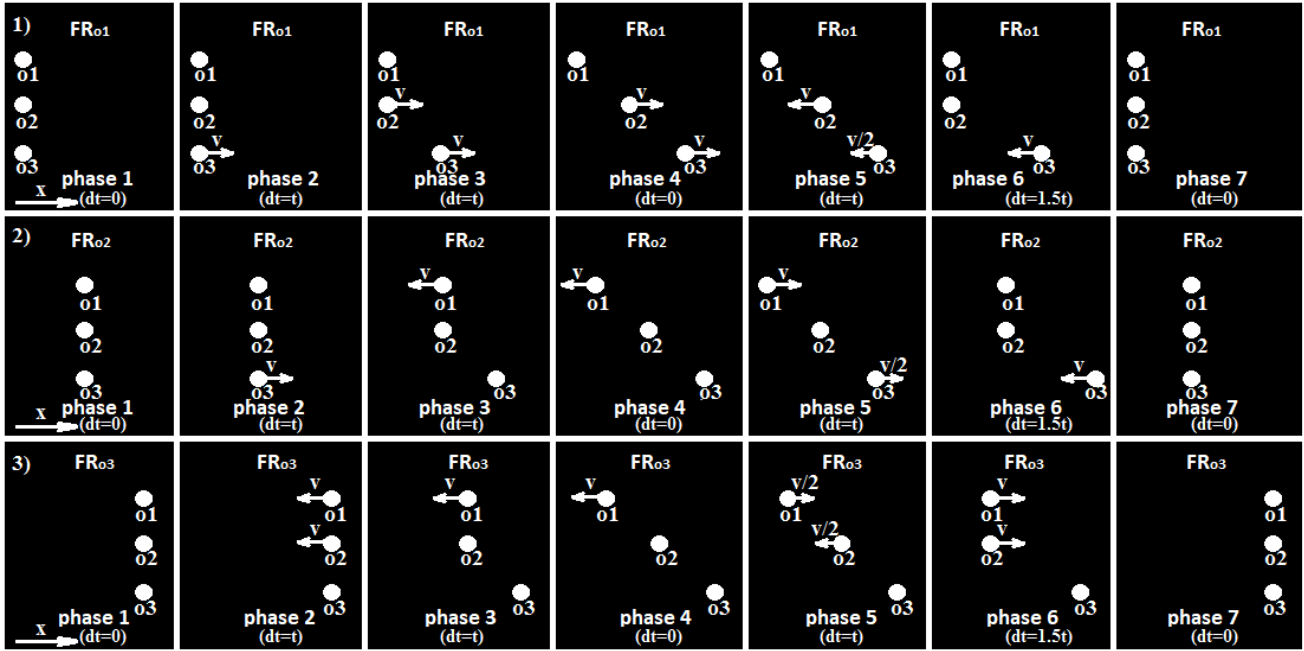 1)
FRo1
o1
o2
o3
x
phase 1
(dt=0)
FRo1
o1
o2
v
o3
phase 2
(dt=t)
FRo1
o1
v
o2
v
o3
phase 3
(dt=t)
FRo1
o1
v
o2
v
o3
phase 4
(dt=0)
FRo1
o1
v
o2
v/2
o3
phase 5
(dt=t)
FRo1
o1
o2
v
o3
phase 6
(dt=1.5t)
FRo1
o1
o2
o3
phase 7
(dt=0)
2)
FRo2
o1
o2
o3
x
phase 1
(dt=0)
FRo2
o1
o2
v
o3
phase 2
(dt=t)
FRo2
v
o1
o2
o3
phase 3
(dt=t)
FRo2
v
o1
o2
o3
phase 4
(dt=0)
FRo2
v
o1
o2
v/2
o3
phase 5
(dt=t)
FRo2
o1
o2
v
o3
phase 6
(dt=1.5t)
FRo2
o1
o2
o3
phase 7
(dt=0)
3)
FRo3
o1
o2
o3
x
phase 1
(dt=0)
FRo3
v
o1
v
o2
o3
phase 2
(dt=t)
FRo3
v
o1
o2
o3
phase 3
(dt=t)
FRo3
v
o1
o2
o3
phase 4
(dt=0)
FRo3
v/2
o1
v/2
o2
o3
phase 5
(dt=t)
FRo3
v
o1
v
o2
o3
phase 6
(dt=1.5t)
FRo3
o1
o2
o3
phase 7
(dt=0)